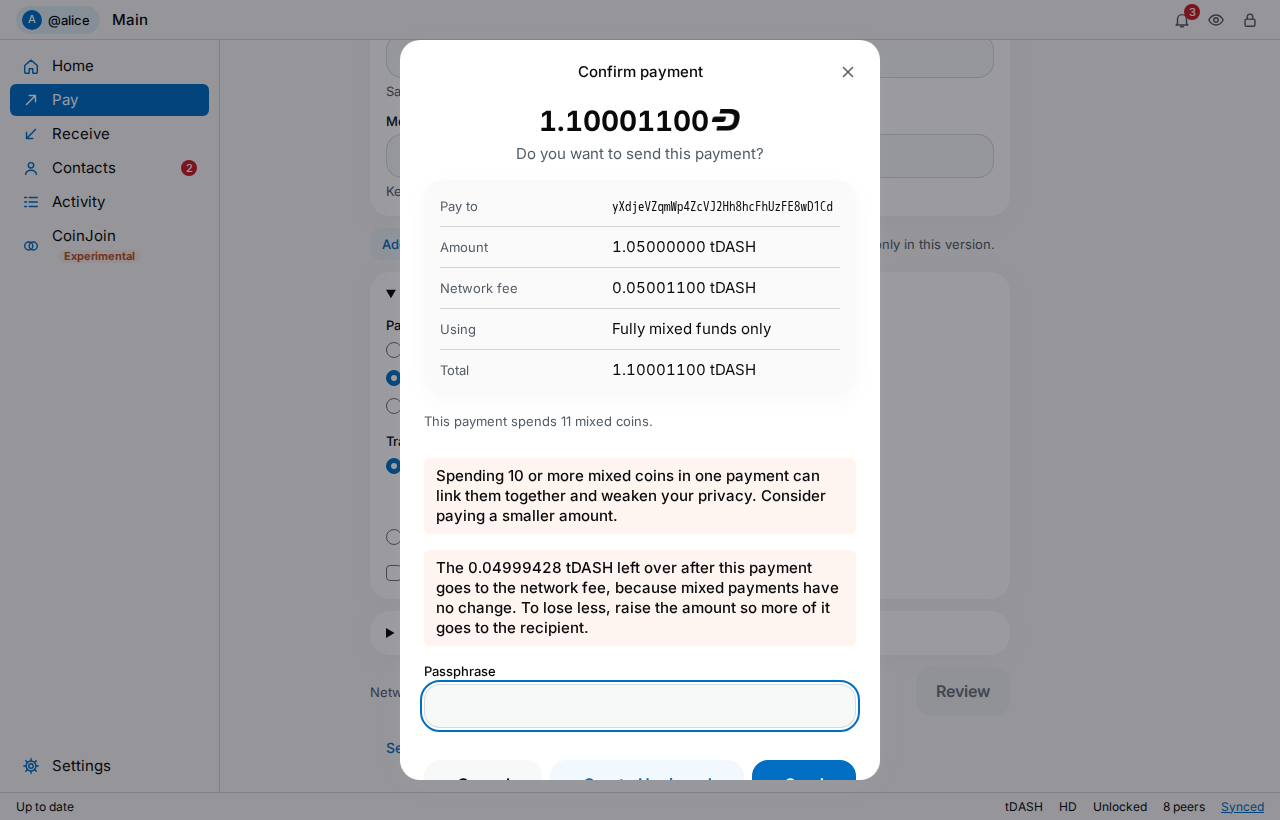 A @alice Main 3
Home
Pay
Receive
Contacts 2
Activity
CoinJoin
Experimental
Settings
Confirm payment
1.10001100
Do you want to send this payment?
Pay to yXdjeVZqmWp4ZcVJ2Hh8hcFhUzFE8wD1Cd
Amount 1.05000000 tDASH
Network fee 0.05001100 tDASH
Using Fully mixed funds only
Total 1.10001100 tDASH
This payment spends 11 mixed coins.
Spending 10 or more mixed coins in one payment can
link them together and weaken your privacy. Consider
paying a smaller amount.
The 0.04999428 tDASH left over after this payment
goes to the network fee, because mixed payments have
no change. To lose less, raise the amount so more of it
goes to the recipient.
Passphrase
only in this version.
Review
Up to date tDASH HD Unlocked 8 peers Synced